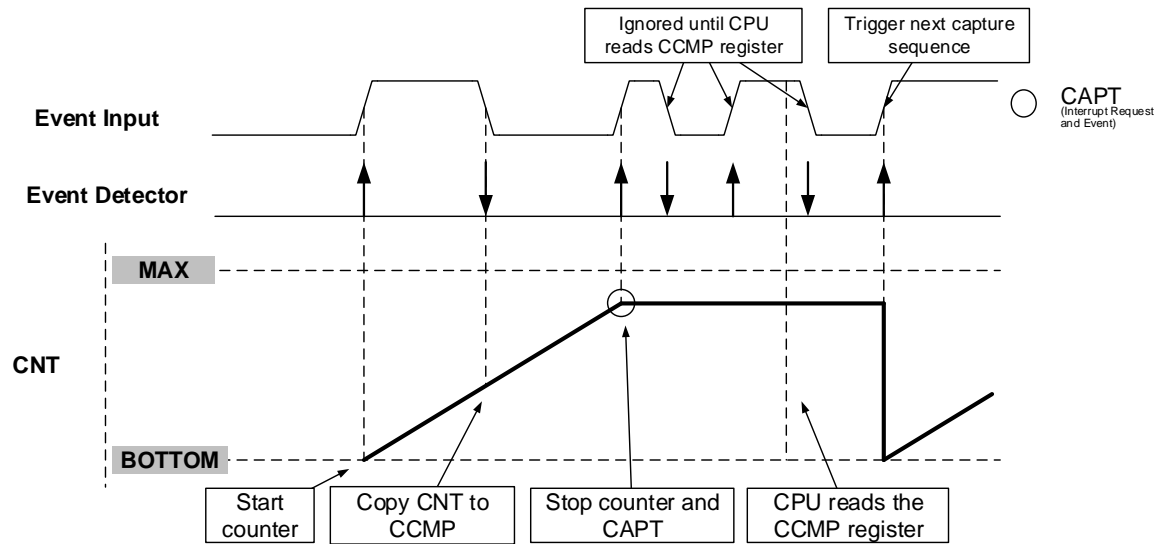 Ignored until CPU
reads CCMP register
Trigger next capture
sequence
CAPT
(Interrupt Request
and Event)
Event Input
Event Detector
MAX
CNT
BOTTOM
Start
counter
Copy CNT to
CCMP
Stop counter and
CAPT
CPU reads the
CCMP register